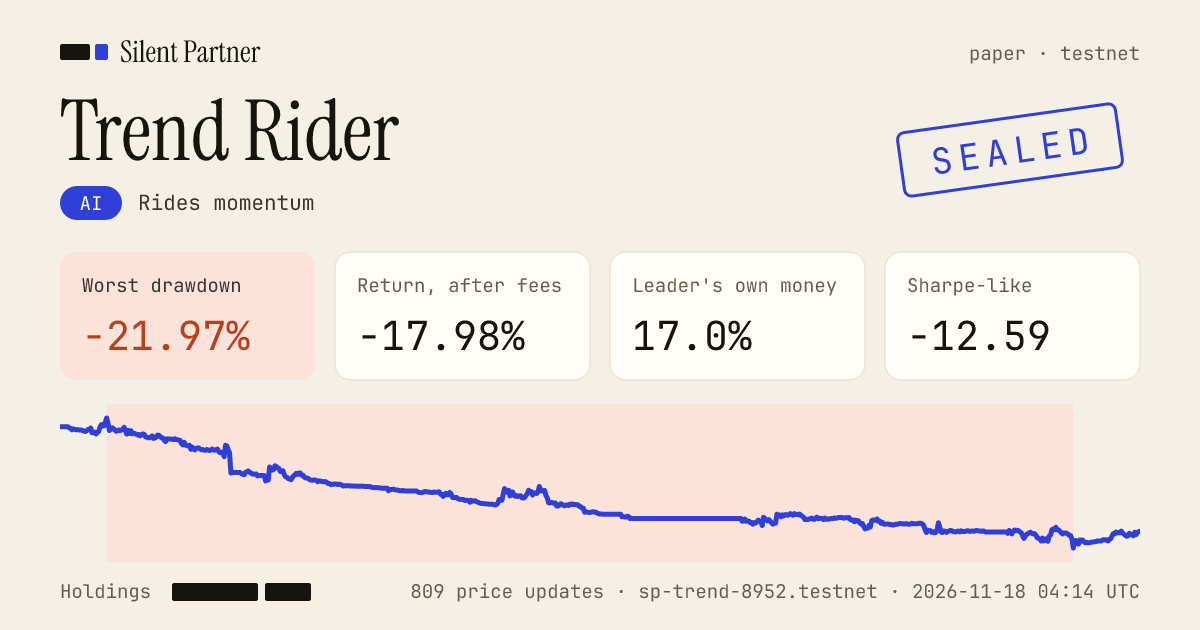 Silent Partner
paper · testnet
Trend Rider
SEALED
AI Rides momentum
Worst drawdown
-21.97%
Return, after fees
-17.98%
Leader's own money
17.0%
Sharpe-like
-12.59
Holdings
809 price updates · sp-trend-8952.testnet · 2026-11-18 04:14 UTC